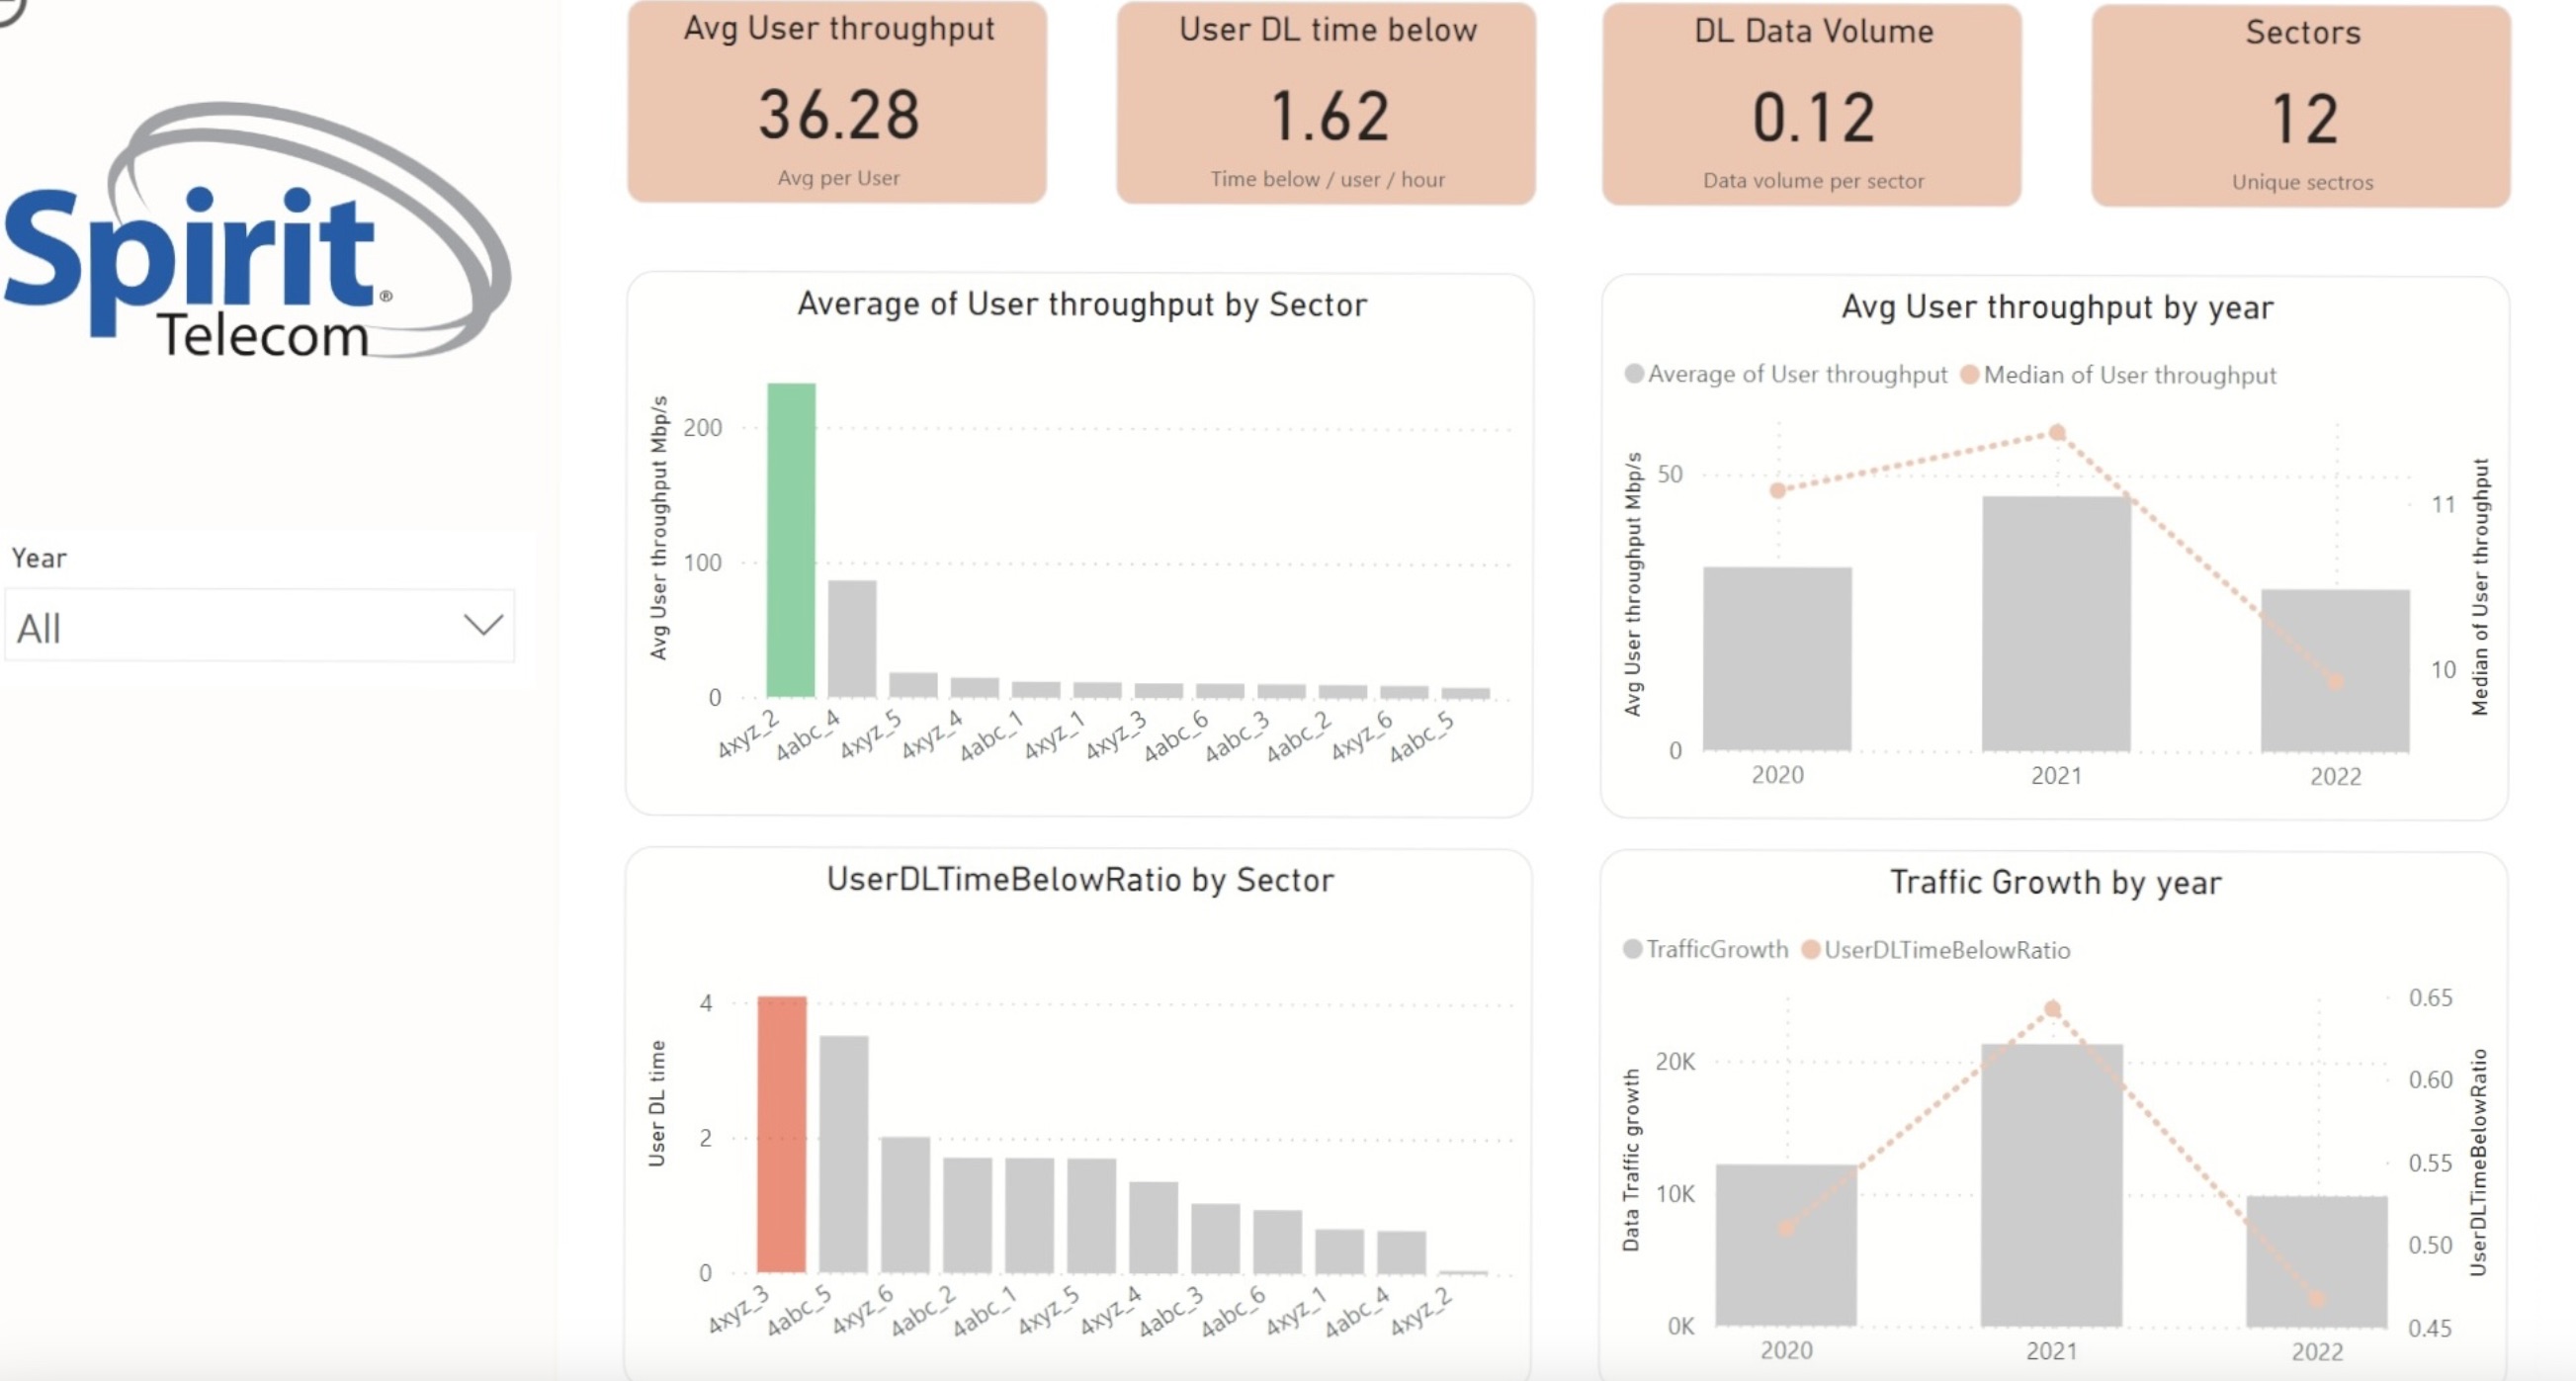 Spirit®
Telecom
Year
All
Avg User throughput
36.28
Avg per User
User DL time below
1.62
Time below / user / hour
DL Data Volume
0.12
Data volume per sector
Sectors
12
Unique sectros
Average of User throughput by Sector
Avg User throughput Mbp/s
200
100
0
4xyz_2
4abc_4
4xyz_5
4xyz_4
4abc_1
4xyz_1
4xyz_3
4abc_6
4abc_3
4abc_2
4xyz_6
4abc_5
Avg User throughput by year
Average of User throughput Median of User throughput
Avg User throughput Mbp/s
50
0
11
10
Median of User throughput
2020
2021
2022
UserDLTimeBelowRatio by Sector
User DL time
4
2
0
4xyz_3
4abc_5
4xyz_6
4abc_2
4abc_1
4xyz_5
4xyz_4
4abc_3
4abc_6
4xyz_1
4abc_4
4xyz_2
Traffic Growth by year
TrafficGrowth UserDLTimeBelowRatio
Data Traffic growth
20K
10K
0K
0.65
0.60
0.55
0.50
0.45
UserDLTimeBelowRatio
2020
2021
2022